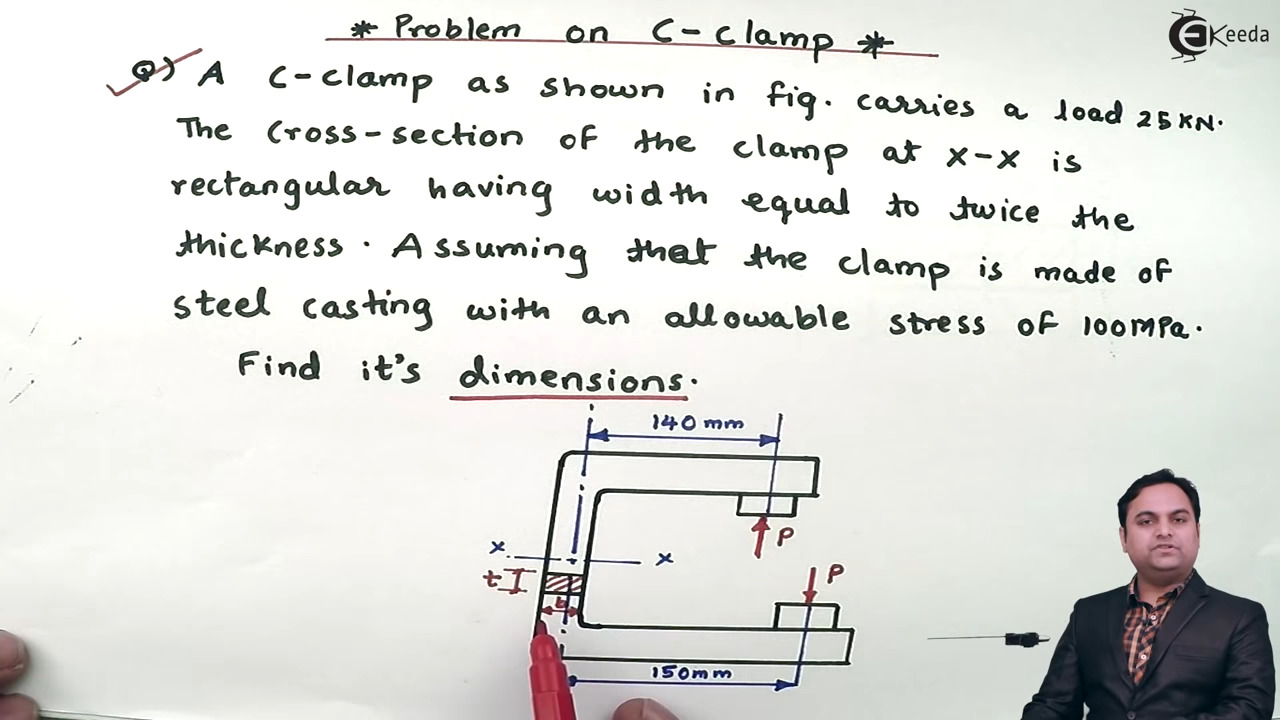 * Problem on C-clamp *
EKeeda
Q) A C-clamp as shown in fig. carries a load 25KN.
The cross-section of the clamp at X-X is
rectangular having width equal to twice the
thickness. Assuming that the clamp is made of
steel casting with an allowable stress of 100MPa.
Find it's dimensions.
140 mm
P
X X
t
b
P
150mm